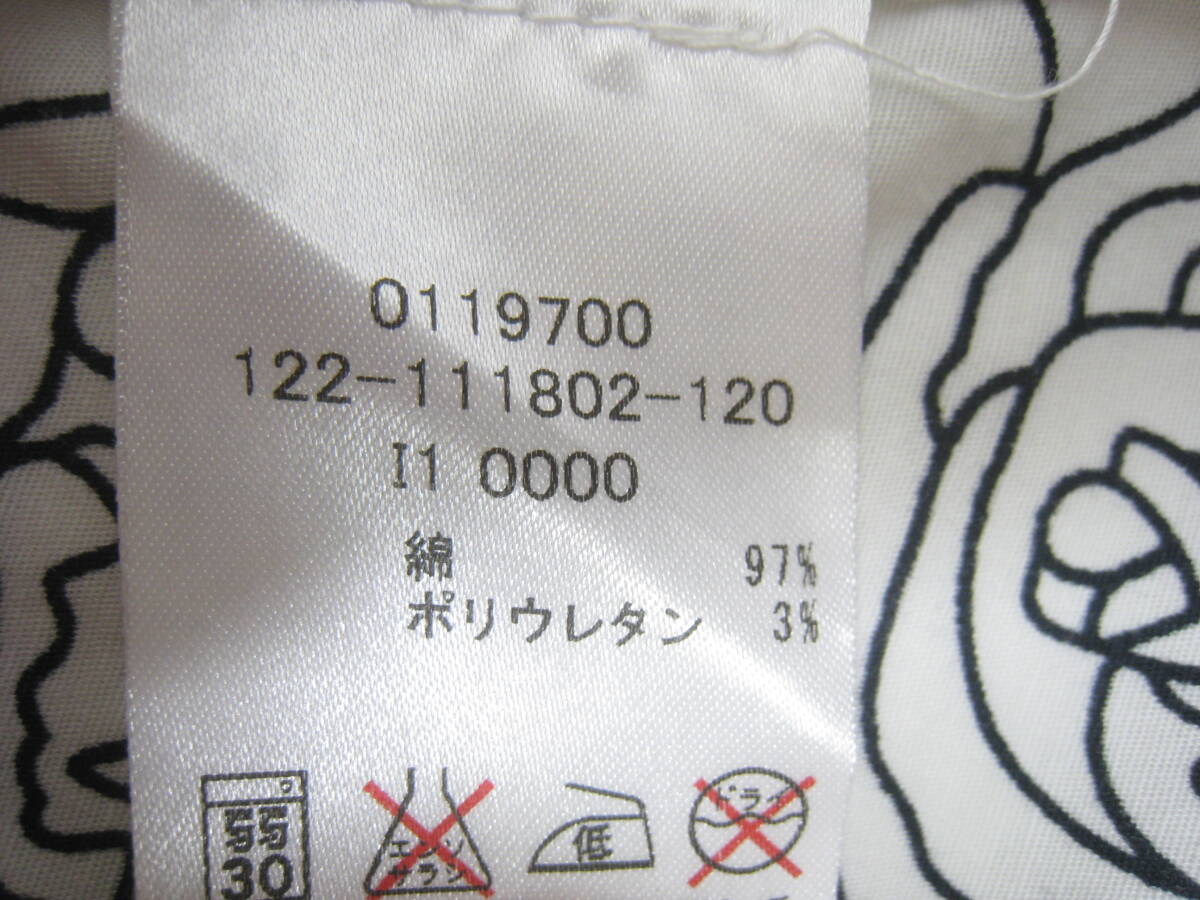 0119700
122-111802-120
I1 0000
綿 97%
ポリウレタン 3%
弱 30
エンソ サラシ
低
ドライ